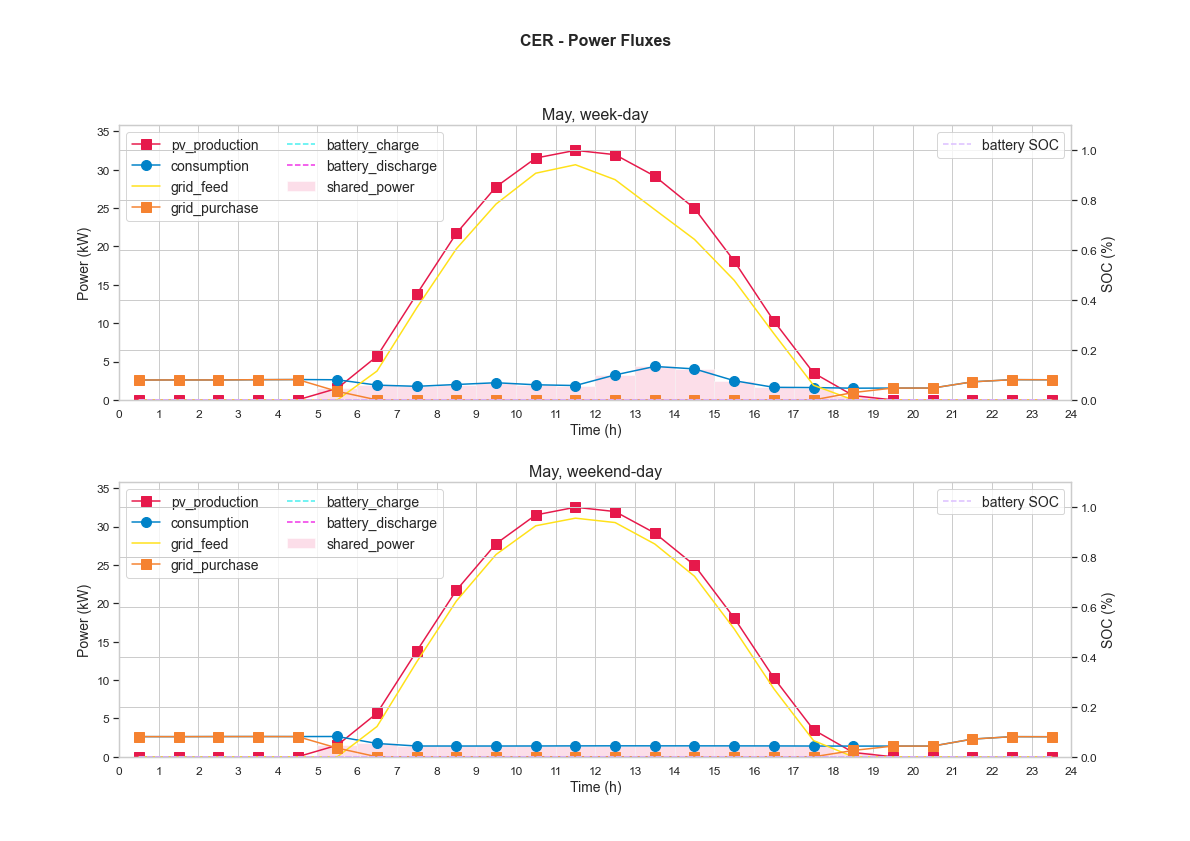 CER - Power Fluxes
May, week-day
pv_production
consumption
grid_feed
grid_purchase
battery_charge
battery_discharge
shared_power
battery SOC
Power (kW)
35
30
25
20
15
10
5
0
SOC (%)
1.0
0.8
0.6
0.4
0.2
0.0
0 1 2 3 4 5 6 7 8 9 10 11 12 13 14 15 16 17 18 19 20 21 22 23 24
Time (h)
May, weekend-day
pv_production
consumption
grid_feed
grid_purchase
battery_charge
battery_discharge
shared_power
battery SOC
Power (kW)
35
30
25
20
15
10
5
0
SOC (%)
1.0
0.8
0.6
0.4
0.2
0.0
0 1 2 3 4 5 6 7 8 9 10 11 12 13 14 15 16 17 18 19 20 21 22 23 24
Time (h)